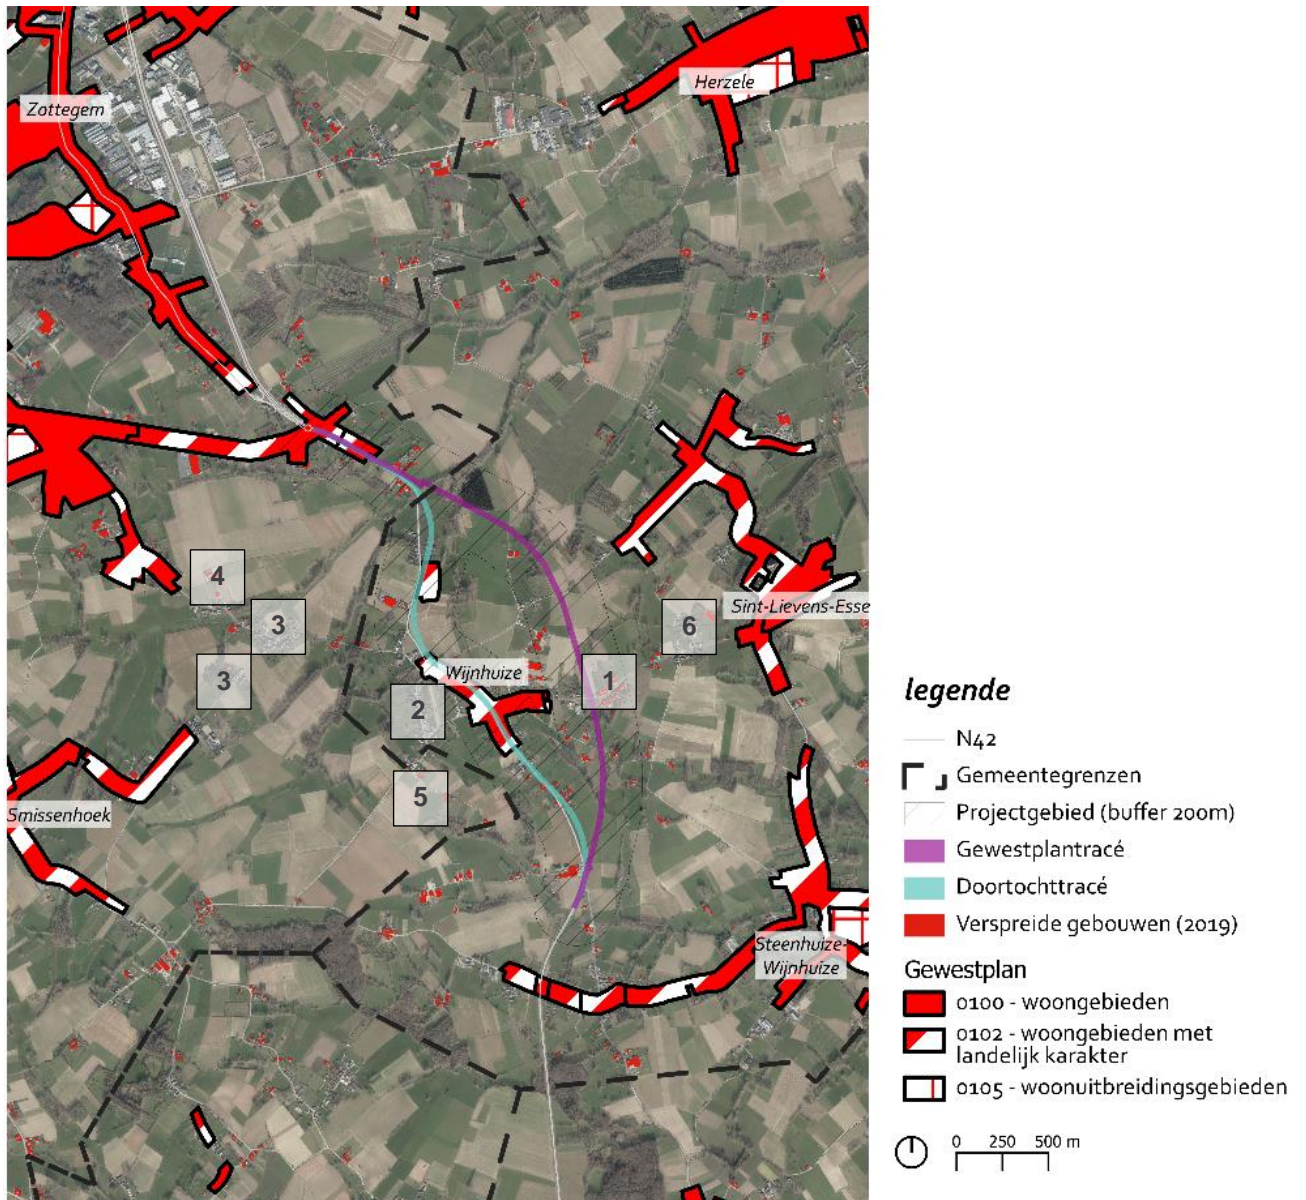 Herzele
Zottegem
4
3
Sint-Lievens-Esse
6
3
Wijnhuize
1
2
5
Smissenhoek
Steenhuize-
Wijnhuize
legende
N42
Gemeentegrenzen
Projectgebied (buffer 200m)
Gewestplantracé
Doortochttracé
Verspreide gebouwen (2019)
Gewestplan
0100 - woongebieden
0102 - woongebieden met
landelijk karakter
0105 - woonuitbreidingsgebieden
0 250 500 m